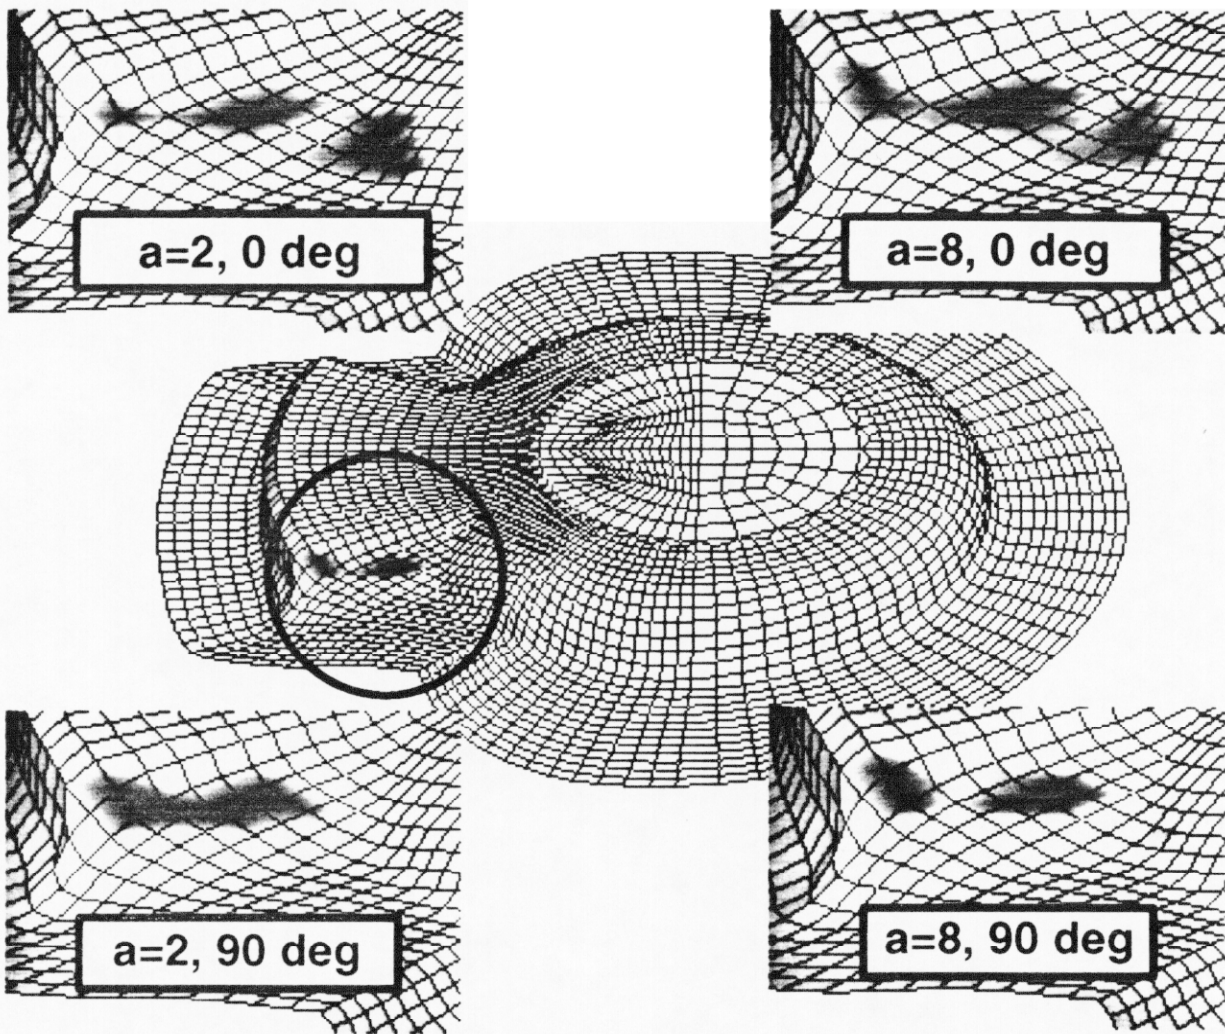 a=2, 0 deg
a=8, 0 deg
a=2, 90 deg
a=8, 90 deg